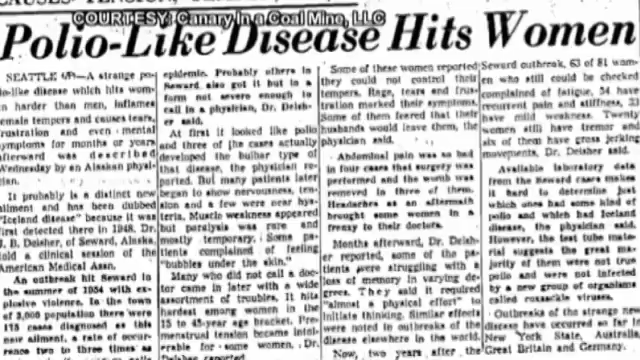 CAUSES TENSION,
COURTESY: Canary In a Coal Mine, LLC
Polio-Like Disease Hits Women
SEATTLE (AP)—A strange po-
lio-like disease which hits wom-
en harder than men, inflames
female tempers and causes tears,
frustration and even mental
symptoms for months or years
afterward was described
Wednesday by an Alaskan physi-
cian.
It probably is a distinct new
ailment and has been dubbed
"Iceland disease" because it was
first detected there in 1948. Dr.
J. B. Deisher, of Seward, Alaska,
told a clinical session of the
American Medical Assn.
An outbreak hit Seward in
the summer of 1954 with ex-
plosive violence. In the town
of 3,000 population there were
175 cases diagnosed as this
new ailment, a rate of occur-
rence two to three times as
epidemic. Probably others in
Seward also got it but in a
form not severe enough to
call in a physician, Dr. Deish-
er said.
At first it looked like polio
and three of the cases actually
developed the bulbar type of
that disease, the physician re-
ported. But many patients later
began to show nervousness, ten-
sion and a few were near hys-
teria. Muscle weakness appeared
but paralysis was rare and
mostly temporary. Some pa-
tients complained of feeling
"bubbles under the skin."
Many who did not call a doc-
tor came in later with a wide
assortment of troubles. It hits
hardest among women in the
15 to 45-year age bracket. Pre-
menstrual tension became intol-
erable for some women, Dr.
Deisher reported
Some of these women reported
they could not control their
tempers. Rage, tears and frus-
tration marked their symptoms.
Some of them feared that their
husbands would leave them, the
physician said.
Abdominal pain was so bad
in four cases that surgery was
performed and the womb was
removed in three of them.
Headaches as an aftermath
brought some women in a
frenzy to their doctors.
Months afterward, Dr. Deish-
er reported, some of the pa-
tients were struggling with a
loss of memory in varying de-
grees. They said it required
"almost a physical effort" to
initiate thinking. Similar effects
were noted in outbreaks of the
disease elsewhere in the world.
Now, two years after the
Seward outbreak, 63 of 81 wom-
en who still could be checked
complained of fatigue, 54 have
recurrent pain and stiffness, 32
have mild weakness. Twenty
women still have tremor and
six of them have gross jerking
movements, Dr. Deisher said.
Available laboratory data
from the Seward cases makes
it hard to determine just
which ones had some kind of
polio and which had Iceland
disease, the physician said.
However, the test tube mate-
rial suggests the great ma-
jority of them were not true
polio and were not infected
by a new group of organisms
called coxsackie viruses.
Outbreaks of the strange new
disease have occurred so far in
New York State, Australia,
Great Britain and Germany.